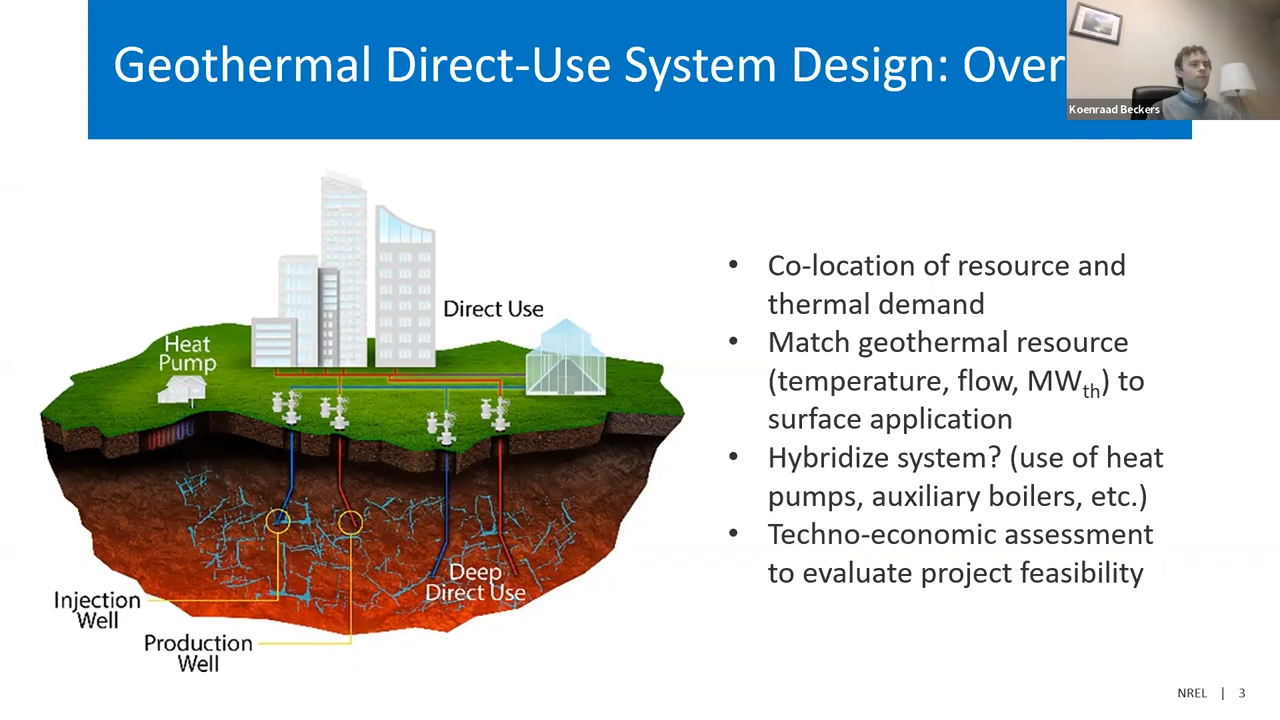 Geothermal Direct-Use System Design: Over
Koenraad Beckers
Direct Use
Heat
Pump
Deep
Direct Use
Injection
Well
Production
Well
• Co-location of resource and
thermal demand
• Match geothermal resource
(temperature, flow, MWth) to
surface application
• Hybridize system? (use of heat
pumps, auxiliary boilers, etc.)
• Techno-economic assessment
to evaluate project feasibility
NREL | 3